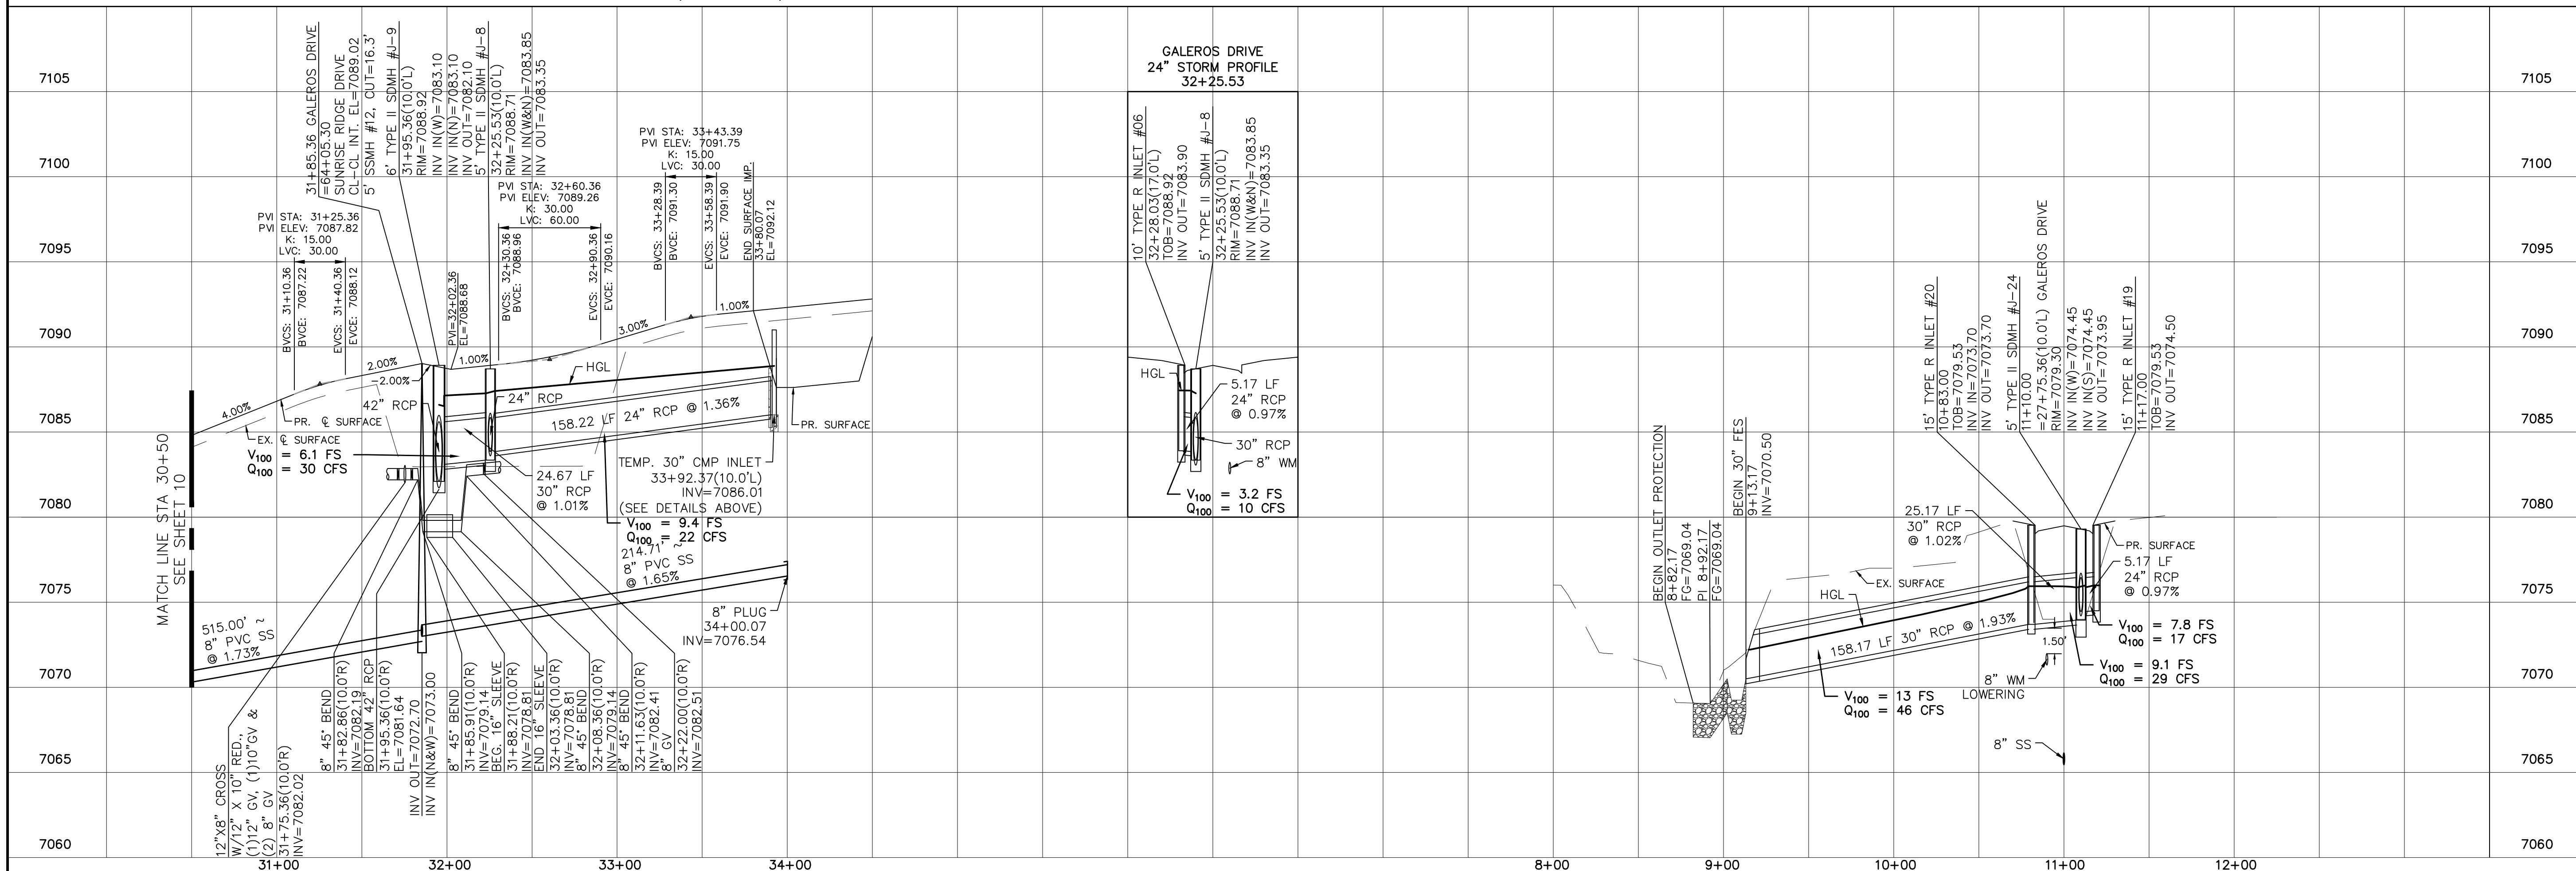 7105
7100
7095
7090
7085
7080
7075
7070
7065
7060
MATCH LINE STA 30+50
SEE SHEET 10
31+85.36 GALEROS DRIVE
=64+05.30
SUNRISE RIDGE DRIVE
CL-CL INT. EL=7089.02
5' SSMH #12, CUT=16.3'
6' TYPE II SDMH #J-9
31+95.36(10.0'L)
RIM=7088.92
INV IN(W)=7083.10
INV IN(N)=7083.10
INV OUT=7082.10
5' TYPE II SDMH #J-8
32+25.53(10.0'L)
RIM=7088.71
INV IN(W&N)=7083.85
INV OUT=7083.35
PVI STA: 31+25.36
PVI ELEV: 7087.82
K: 15.00
LVC: 30.00
BVCS: 31+10.36
BVCE: 7087.22
EVCS: 31+40.36
EVCE: 7088.12
PVI=32+02.36
EL=7088.68
PVI STA: 32+60.36
PVI ELEV: 7089.26
K: 30.00
LVC: 60.00
BVCS: 32+30.36
BVCE: 7088.96
EVCS: 32+90.36
EVCE: 7090.16
PVI STA: 33+43.39
PVI ELEV: 7091.75
K: 15.00
LVC: 30.00
BVCS: 33+28.39
BVCE: 7091.30
EVCS: 33+58.39
EVCE: 7091.90
END SURFACE IMP.
33+80.07
EL=7092.12
4.00%
2.00%
-2.00%
1.00%
3.00%
1.00%
PR. ℄ SURFACE
EX. ℄ SURFACE
V100 = 6.1 FS
Q100 = 30 CFS
42" RCP
24" RCP
HGL
158.22 LF 24" RCP @ 1.36%
PR. SURFACE
24.67 LF
30" RCP
@ 1.01%
TEMP. 30" CMP INLET
33+92.37(10.0'L)
INV=7086.01
(SEE DETAILS ABOVE)
V100 = 9.4 FS
Q100 = 22 CFS
214.71' ~
8" PVC SS
@ 1.65%
8" PLUG
34+00.07
INV=7076.54
515.00' ~
8" PVC SS
@ 1.73%
12"X8" CROSS
W/12" X 10" RED.,
(1)12" GV, (1)10"GV &
(2) 8" GV
31+75.36(10.0'R)
INV=7082.02
8" 45° BEND
31+82.86(10.0'R)
INV=7082.19
BOTTOM 42" RCP
31+95.36(10.0'R)
EL=7081.64
INV OUT=7072.70
INV IN(N&W)=7073.00
8" 45° BEND
31+85.91(10.0'R)
INV=7079.14
BEG. 16" SLEEVE
31+88.21(10.0'R)
INV=7078.81
END 16" SLEEVE
32+03.36(10.0'R)
INV=7078.81
8" 45° BEND
32+08.36(10.0'R)
INV=7079.14
8" 45° BEND
32+11.63(10.0'R)
INV=7082.41
8" GV
32+22.00(10.0'R)
INV=7082.51
31+00
32+00
33+00
34+00
GALEROS DRIVE
24" STORM PROFILE
32+25.53
10' TYPE R INLET #06
32+28.03(17.0'L)
TOB=7088.92
INV OUT=7083.90
5' TYPE II SDMH #J-8
32+25.53(10.0'L)
RIM=7088.71
INV IN(W&N)=7083.85
INV OUT=7083.35
HGL
5.17 LF
24" RCP
@ 0.97%
30" RCP
8" WM
V100 = 3.2 FS
Q100 = 10 CFS
BEGIN OUTLET PROTECTION
8+82.17
FG=7069.04
PI 8+92.17
FG=7069.04
BEGIN 30" FES
9+13.17
INV=7070.50
15' TYPE R INLET #20
10+83.00
TOB=7079.53
INV IN=7073.70
INV OUT=7073.70
5' TYPE II SDMH #J-24
11+10.00
=27+75.36(10.0'L) GALEROS DRIVE
RIM=7079.30
INV IN(W)=7074.45
INV IN(S)=7074.45
INV OUT=7073.95
15' TYPE R INLET #19
11+17.00
TOB=7079.53
INV OUT=7074.50
25.17 LF
30" RCP
@ 1.02%
EX. SURFACE
HGL
158.17 LF 30" RCP @ 1.93%
V100 = 13 FS
Q100 = 46 CFS
PR. SURFACE
5.17 LF
24" RCP
@ 0.97%
V100 = 7.8 FS
Q100 = 17 CFS
1.50'
V100 = 9.1 FS
Q100 = 29 CFS
8" WM
LOWERING
8" SS
8+00
9+00
10+00
11+00
12+00
7105
7100
7095
7090
7085
7080
7075
7070
7065
7060